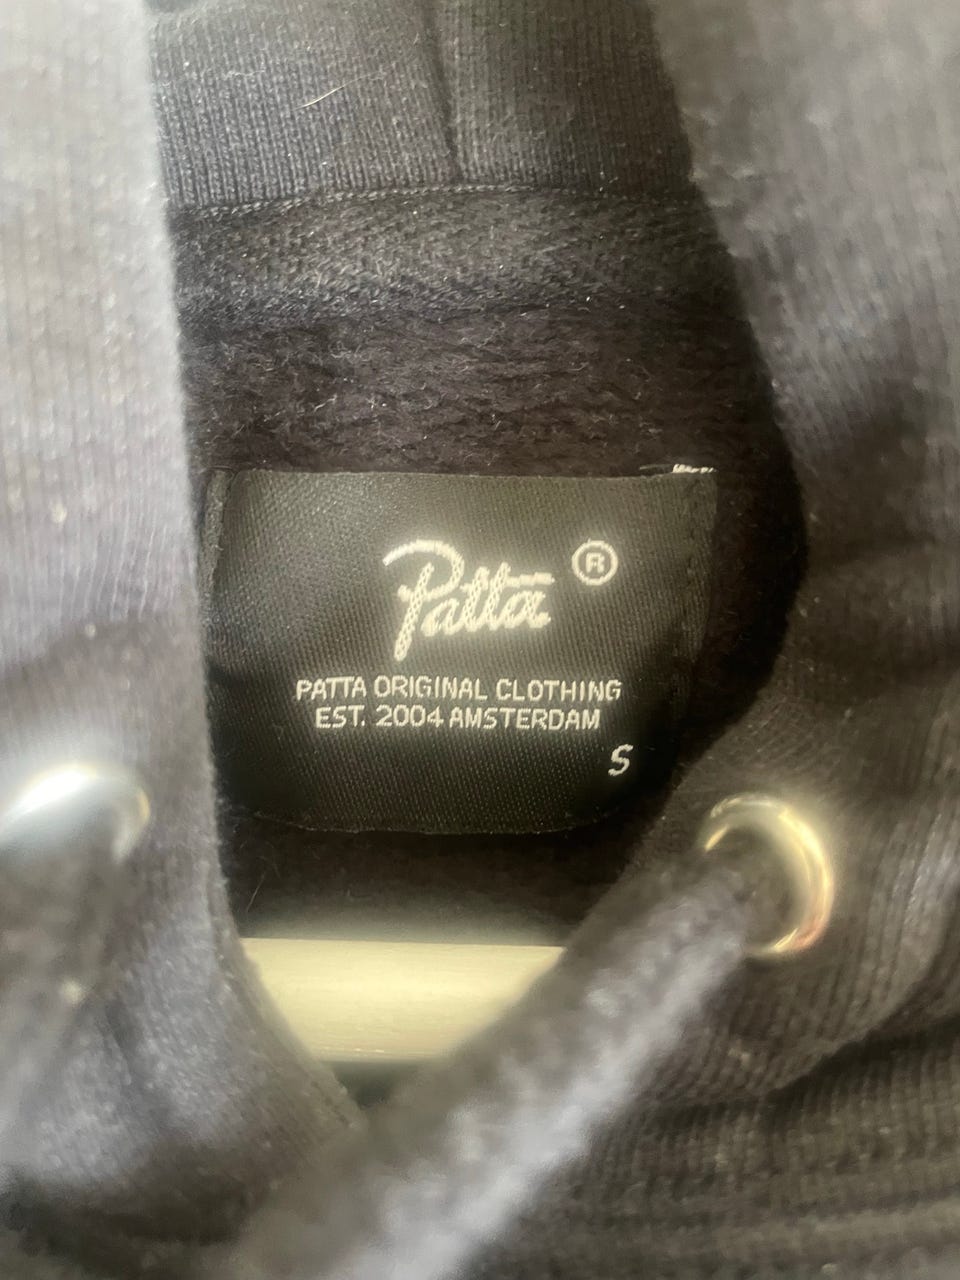 Patta ®
PATTA ORIGINAL CLOTHING
EST. 2004 AMSTERDAM
S